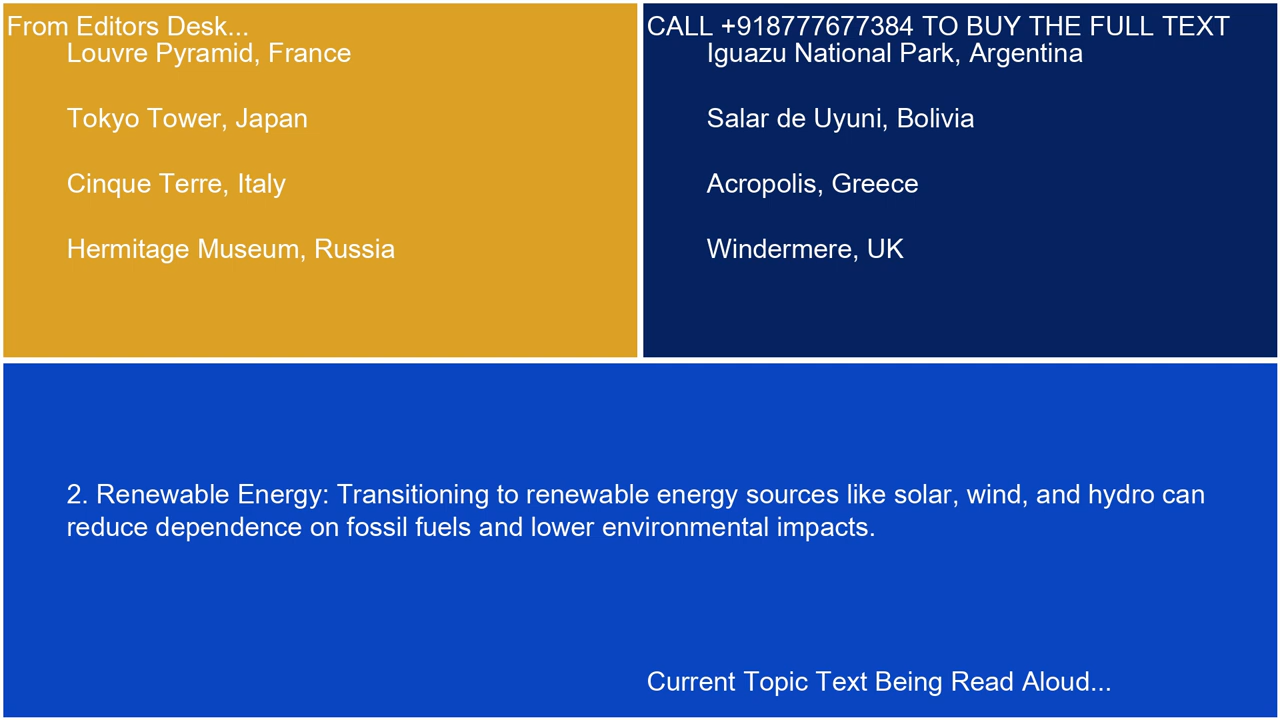 From Editors Desk...
Louvre Pyramid, France
Tokyo Tower, Japan
Cinque Terre, Italy
Hermitage Museum, Russia
CALL +918777677384 TO BUY THE FULL TEXT
Iguazu National Park, Argentina
Salar de Uyuni, Bolivia
Acropolis, Greece
Windermere, UK
2. Renewable Energy: Transitioning to renewable energy sources like solar, wind, and hydro can
reduce dependence on fossil fuels and lower environmental impacts.
Current Topic Text Being Read Aloud...